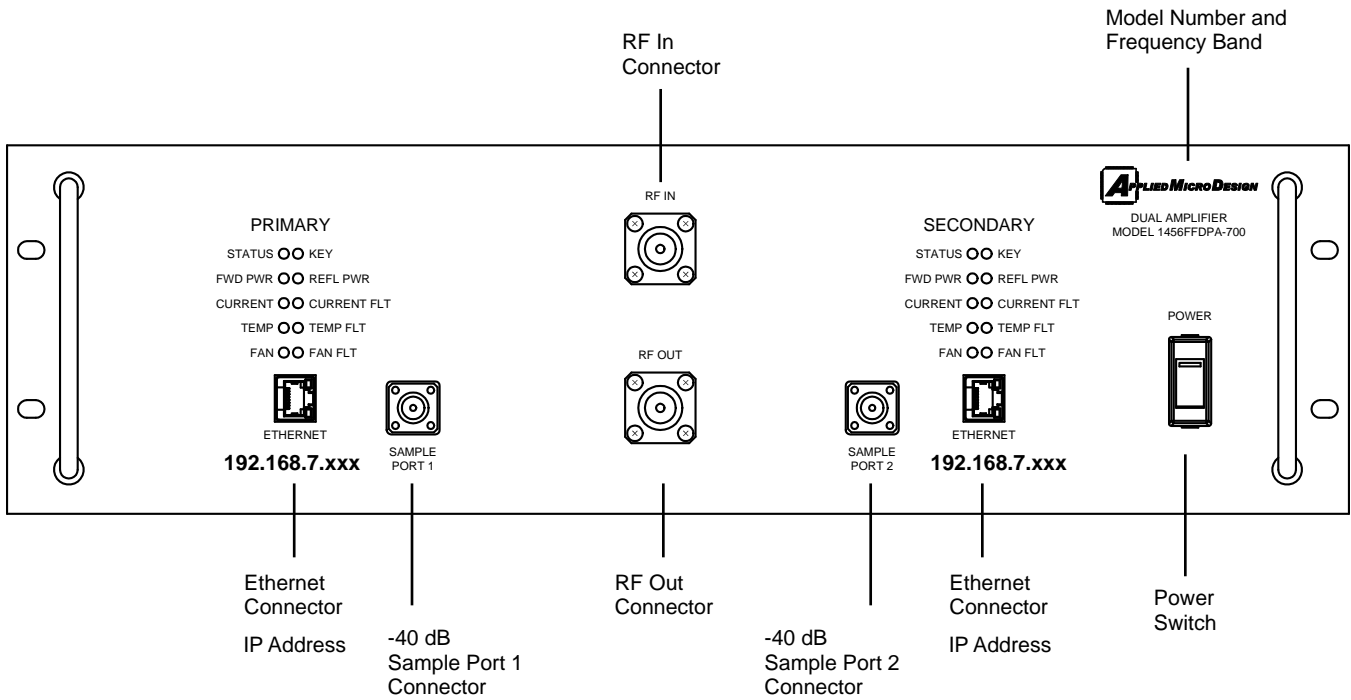 Model Number and
Frequency Band
RF In
Connector
APPLIED MICRO DESIGN
DUAL AMPLIFIER
MODEL 1456FFDPA-700
RF IN
PRIMARY
STATUS KEY
FWD PWR REFL PWR
CURRENT CURRENT FLT
TEMP TEMP FLT
FAN FAN FLT
ETHERNET
192.168.7.xxx
SAMPLE
PORT 1
RF OUT
SECONDARY
STATUS KEY
FWD PWR REFL PWR
CURRENT CURRENT FLT
TEMP TEMP FLT
FAN FAN FLT
SAMPLE
PORT 2
ETHERNET
192.168.7.xxx
POWER
Ethernet
Connector
IP Address
-40 dB
Sample Port 1
Connector
RF Out
Connector
-40 dB
Sample Port 2
Connector
Ethernet
Connector
IP Address
Power
Switch